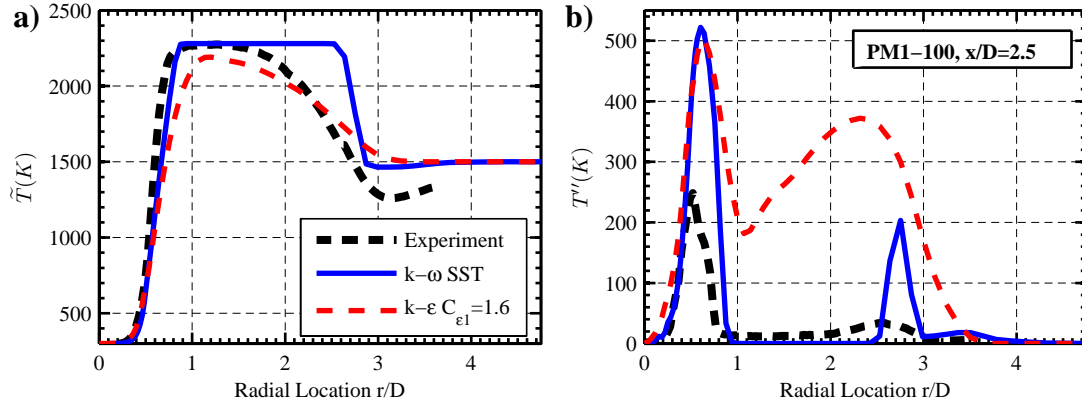 a)
2500
2000
1500
1000
500
0
1
2
3
4
T̃(K)
Radial Location r/D
Experiment
k−ω SST
k−ε C_ε1=1.6
b)
500
400
300
200
100
0
0
1
2
3
4
T''(K)
Radial Location r/D
PM1−100, x/D=2.5